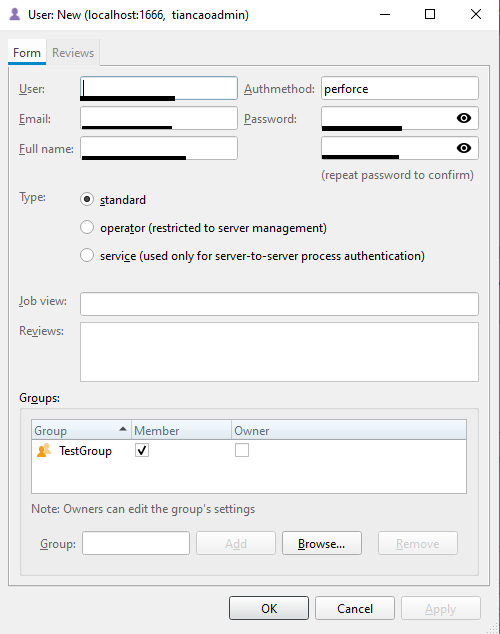 User: New (localhost:1666,  tiancaoadmin)
Form Reviews
User: Authmethod: perforce
Email: Password:
Full name:
(repeat password to confirm)
Type: standard
operator (restricted to server management)
service (used only for server-to-server process authentication)
Job view:
Reviews:
Groups:
Group Member Owner
TestGroup
Note: Owners can edit the group's settings
Group: Add Browse... Remove
OK Cancel Apply